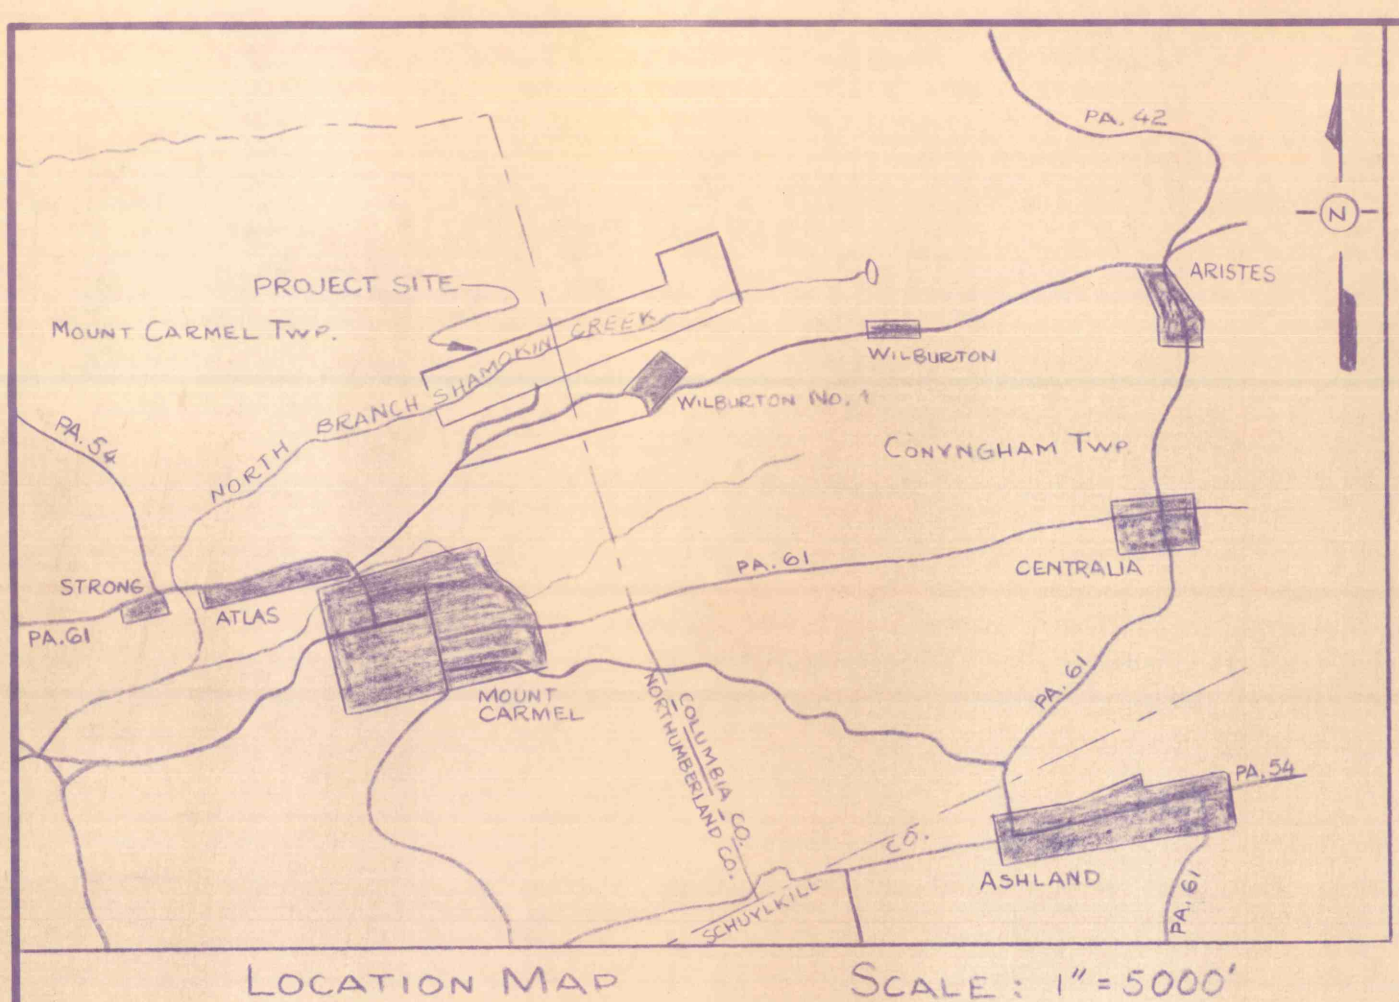 PA. 42
N
ARISTES
PROJECT SITE
MOUNT CARMEL TWP.
NORTH BRANCH SHAMOKIN CREEK
WILBURTON
WILBURTON NO. 1
PA. 54
CONYNGHAM TWP.
PA. 61
CENTRALIA
STRONG
ATLAS
PA. 61
MOUNT
CARMEL
PA. 61
COLUMBIA CO.
NORTHUMBERLAND CO.
PA. 54
SCHUYLKILL CO.
ASHLAND
PA. 61
LOCATION MAP
SCALE : 1" = 5000'